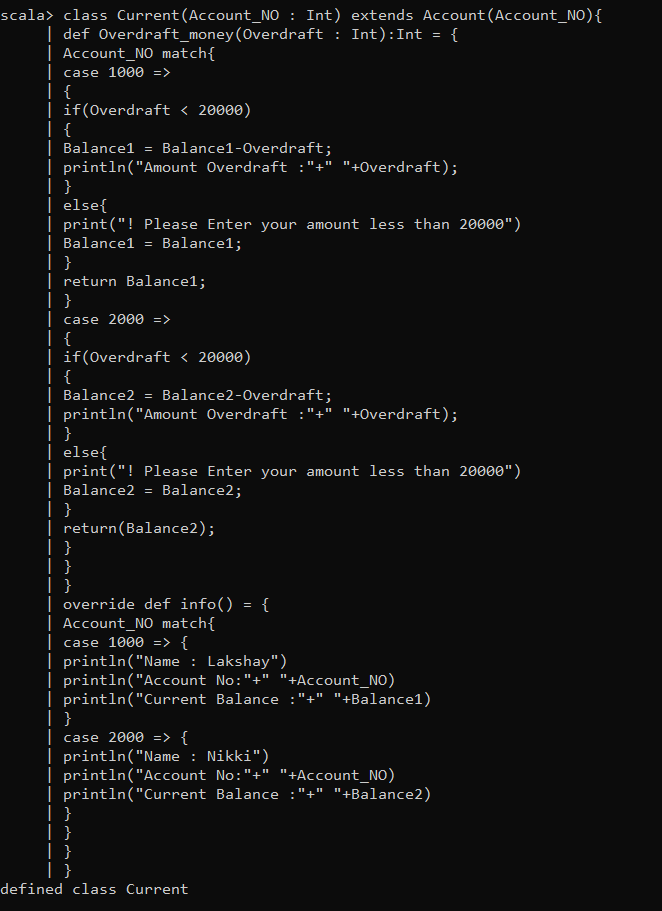 scala> class Current(Account_NO : Int) extends Account(Account_NO){
| def Overdraft_money(Overdraft : Int):Int = {
| Account_NO match{
| case 1000 =>
| {
| if(Overdraft < 20000)
| {
| Balance1 = Balance1-Overdraft;
| println("Amount Overdraft :"+" "+Overdraft);
| }
| else{
| print("! Please Enter your amount less than 20000")
| Balance1 = Balance1;
| }
| return Balance1;
| }
| case 2000 =>
| {
| if(Overdraft < 20000)
| {
| Balance2 = Balance2-Overdraft;
| println("Amount Overdraft :"+" "+Overdraft);
| }
| else{
| print("! Please Enter your amount less than 20000")
| Balance2 = Balance2;
| }
| return(Balance2);
| }
| }
| }
| override def info() = {
| Account_NO match{
| case 1000 => {
| println("Name : Lakshay")
| println("Account No:"+" "+Account_NO)
| println("Current Balance :"+" "+Balance1)
| }
| case 2000 => {
| println("Name : Nikki")
| println("Account No:"+" "+Account_NO)
| println("Current Balance :"+" "+Balance2)
| }
| }
| }
| }
defined class Current